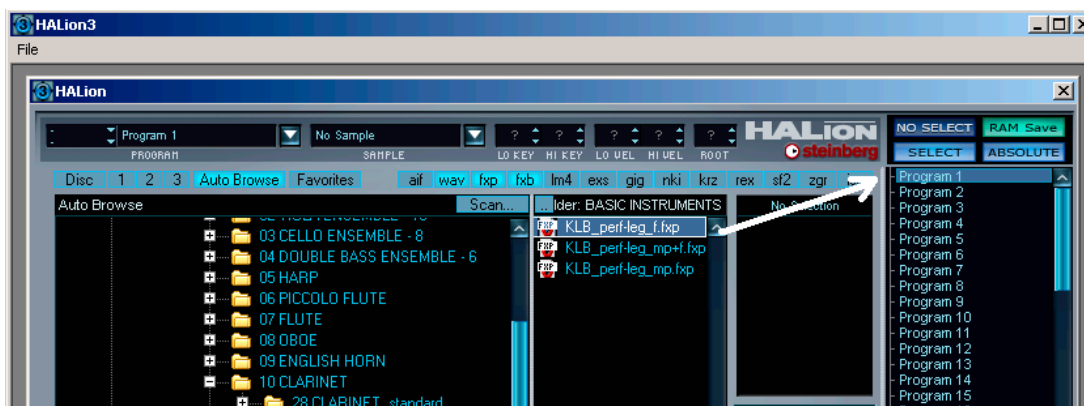 HALion3
File
HALion
Program 1
No Sample
? ? ? ? ?
HALion
steinberg
NO SELECT RAM Save
SELECT ABSOLUTE
PROGRAM SAMPLE LO KEY HI KEY LO VEL HI VEL ROOT
Disc 1 2 3 Auto Browse Favorites aif wav fxp fxb lm4 exs gig nki krz rex sf2 zgr
Auto Browse Scan...
.. lder: BASIC INSTRUMENTS
No Selection
03 CELLO ENSEMBLE - 8
04 DOUBLE BASS ENSEMBLE - 6
05 HARP
06 PICCOLO FLUTE
07 FLUTE
08 OBOE
09 ENGLISH HORN
10 CLARINET
28 CLARINET_standard
FXP KLB_perf-leg_f.fxp
FXP KLB_perf-leg_mp+f.fxp
FXP KLB_perf-leg_mp.fxp
Program 1
Program 2
Program 3
Program 4
Program 5
Program 6
Program 7
Program 8
Program 9
Program 10
Program 11
Program 12
Program 13
Program 14
Program 15